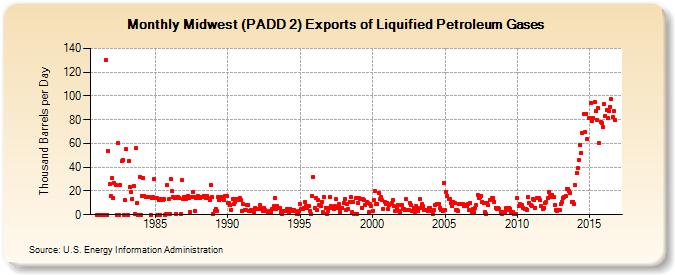 Monthly Midwest (PADD 2) Exports of Liquified Petroleum Gases
Thousand Barrels per Day
140
120
100
80
60
40
20
0
1985 1990 1995 2000 2005 2010 2015
Source: U.S. Energy Information Administration